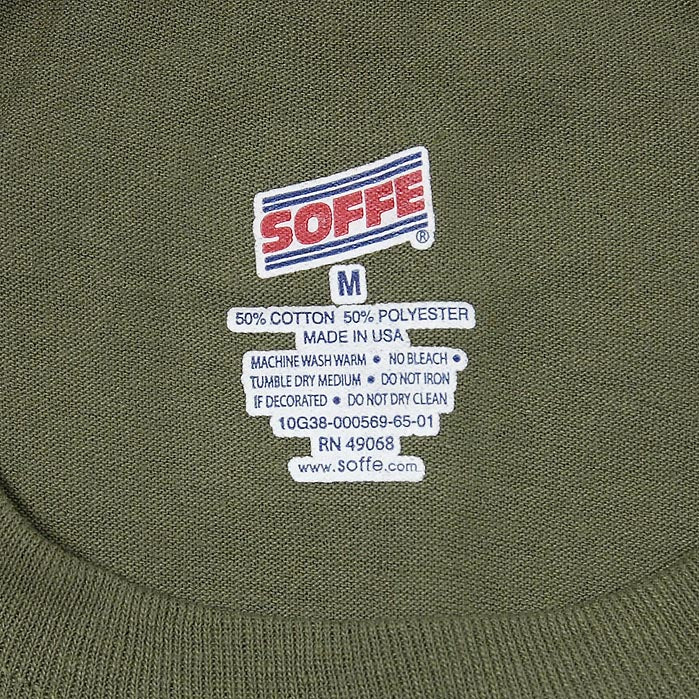 SOFFE®
M
50% COTTON 50% POLYESTER
MADE IN USA
MACHINE WASH WARM • NO BLEACH •
TUMBLE DRY MEDIUM • DO NOT IRON
IF DECORATED • DO NOT DRY CLEAN
10G38-000569-65-01
RN 49068
www.soffe.com